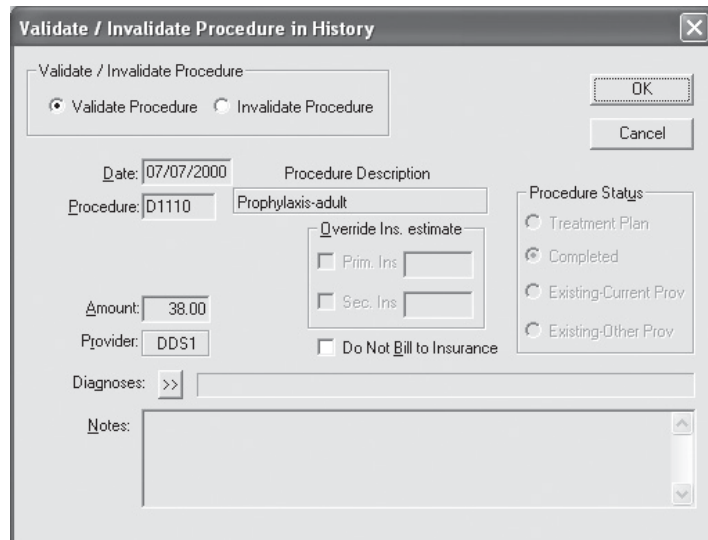 Validate / Invalidate Procedure in History
Validate / Invalidate Procedure
Validate Procedure Invalidate Procedure
OK
Cancel
Date: 07/07/2000 Procedure Description
Procedure: D1110 Prophylaxis-adult
Override Ins. estimate
Prim. Ins
Sec. Ins
Procedure Status
Treatment Plan
Completed
Existing-Current Prov
Existing-Other Prov
Amount: 38.00
Provider: DDS1
Do Not Bill to Insurance
Diagnoses: >>
Notes: